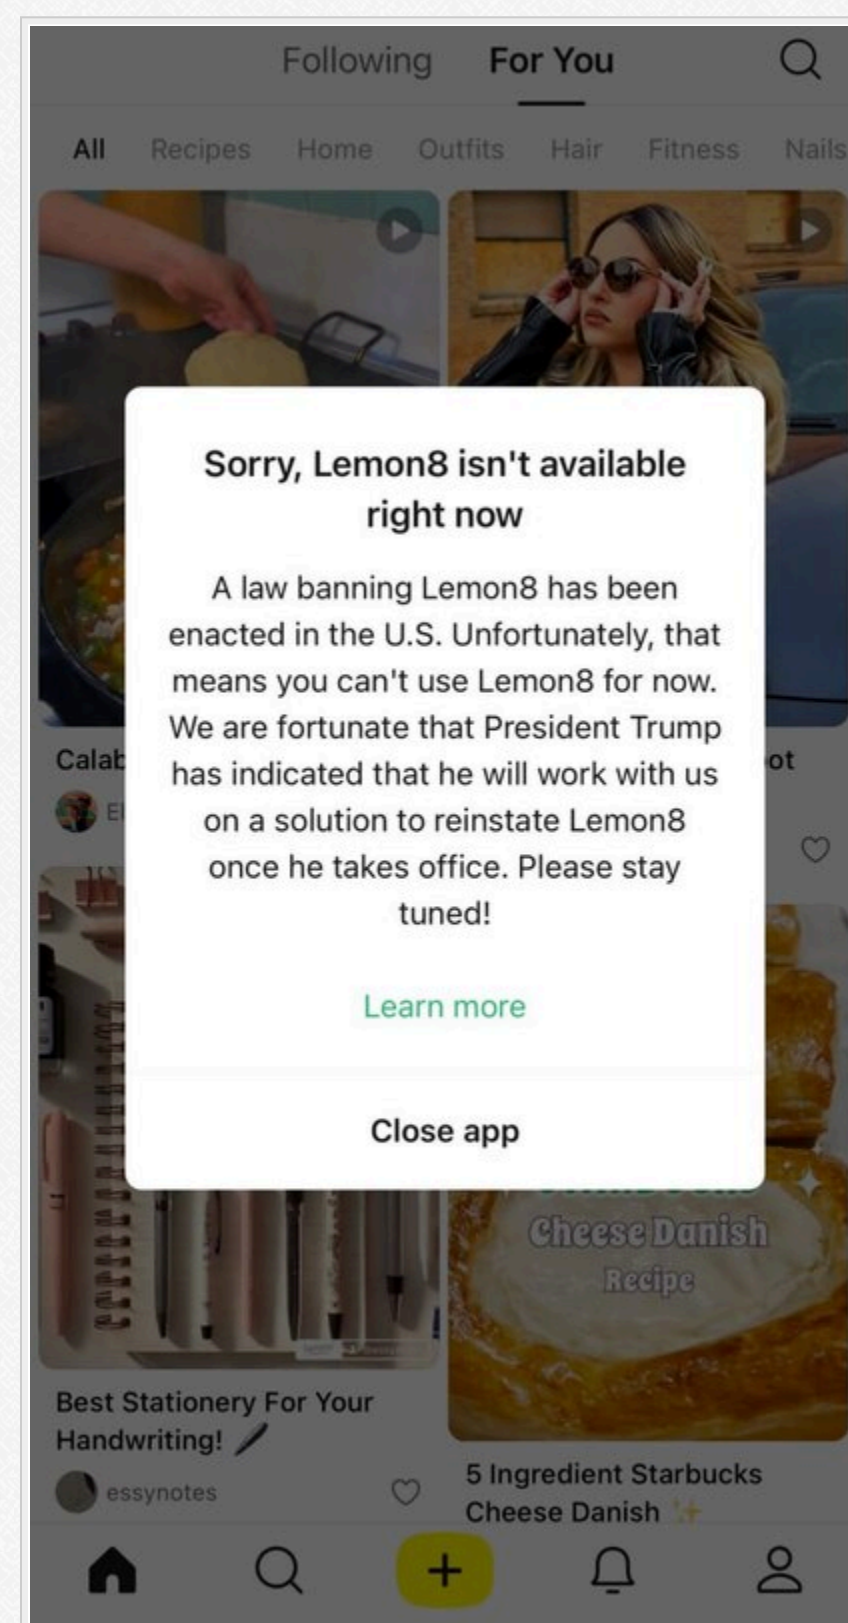 Following For You
All Recipes Home Outfits Hair Fitness Nails
Sorry, Lemon8 isn't available
right now
A law banning Lemon8 has been
enacted in the U.S. Unfortunately, that
means you can't use Lemon8 for now.
We are fortunate that President Trump
has indicated that he will work with us
on a solution to reinstate Lemon8
once he takes office. Please stay
tuned!
Learn more
Close app
Cheese Danish
Recipe
Best Stationery For Your
Handwriting!
essynotes
5 Ingredient Starbucks
Cheese Danish